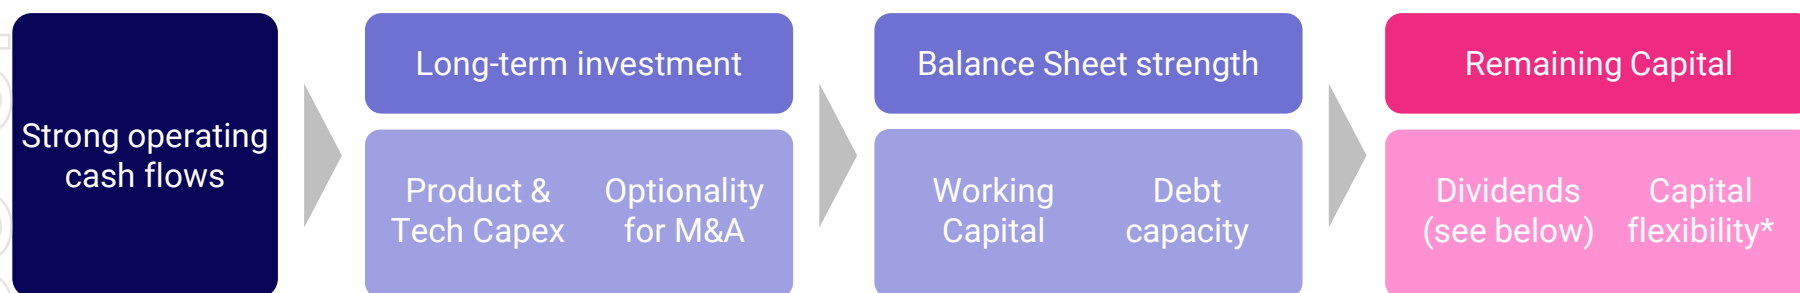 Strong operating
cash flows
Long-term investment
Product &
Tech Capex
Optionality
for M&A
Balance Sheet strength
Working
Capital
Debt
capacity
Remaining Capital
Dividends
(see below)
Capital
flexibility*